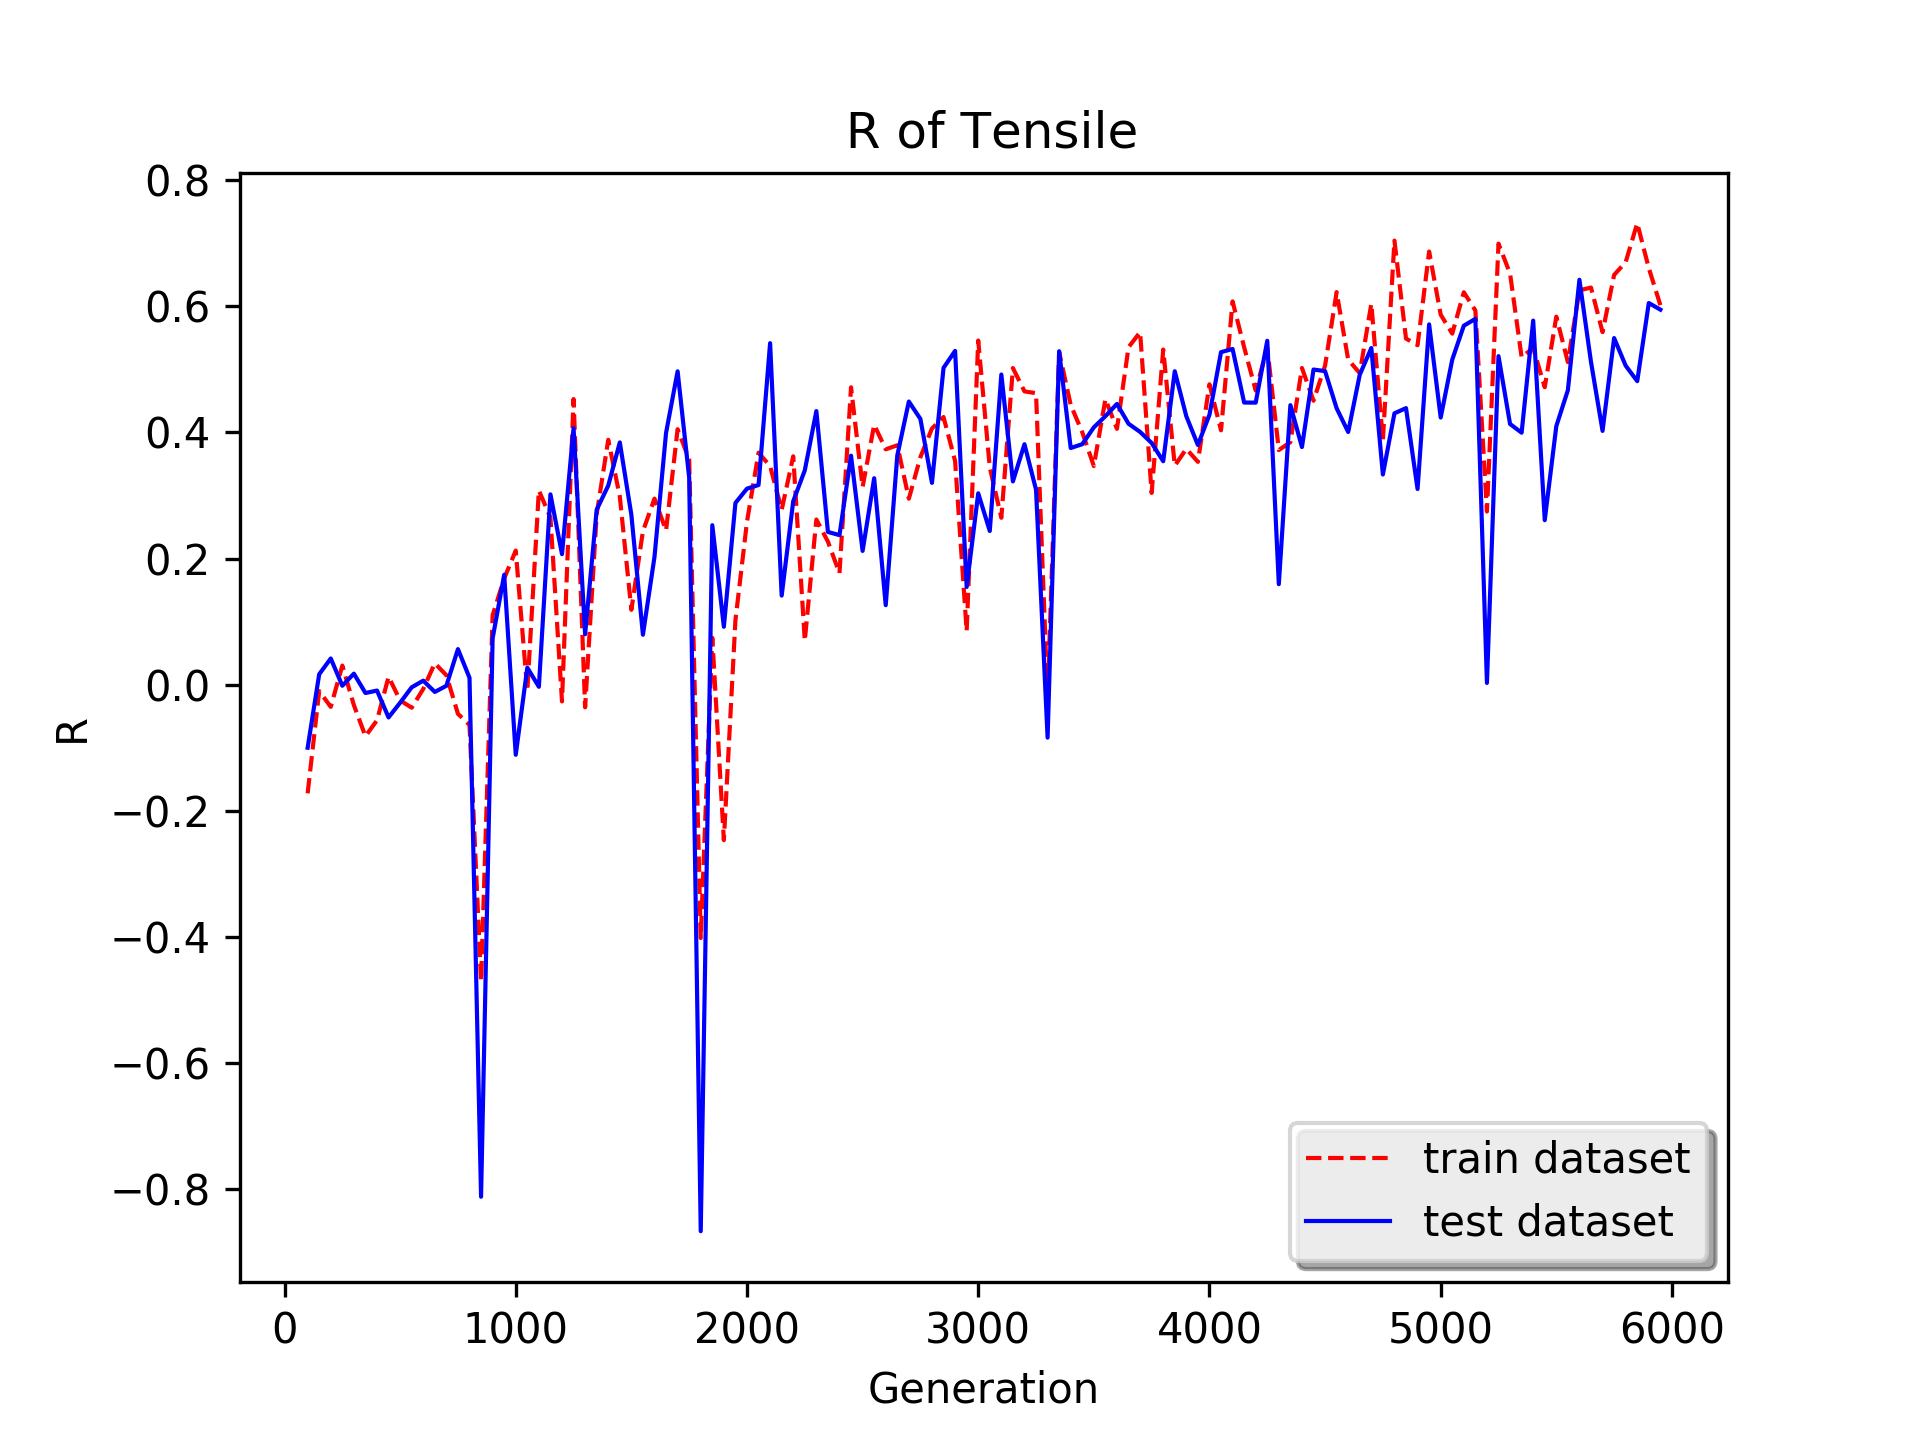 R of Tensile
0.8
0.6
0.4
0.2
0.0
−0.2
−0.4
−0.6
−0.8
R
train dataset
test dataset
0 1000 2000 3000 4000 5000 6000
Generation